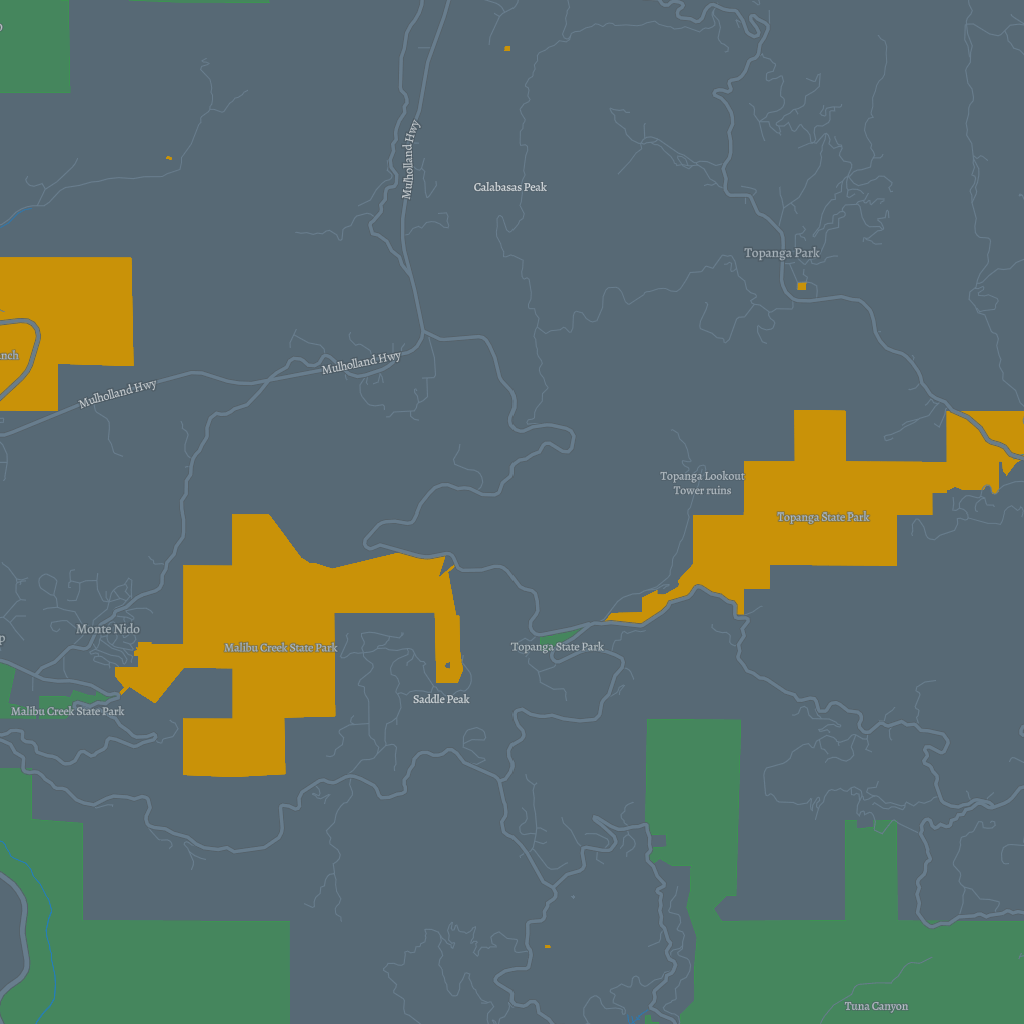 Mulholland Hwy
Calabasas Peak
Topanga Park
Mulholland Hwy
Mulholland Hwy
Topanga Lookout
Tower ruins
Topanga State Park
Monte Nido
Malibu Creek State Park
Topanga State Park
Saddle Peak
Malibu Creek State Park
Tuna Canyon